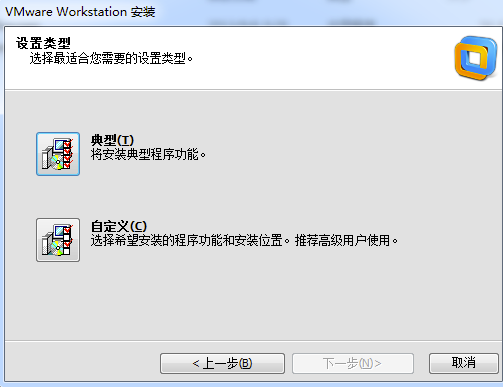 VMware Workstation 安装
设置类型
选择最适合您需要的设置类型。
典型(T)
将安装典型程序功能。
自定义(C)
选择希望安装的程序功能和安装位置。推荐高级用户使用。
< 上一步(B)
下一步(N)>
取消